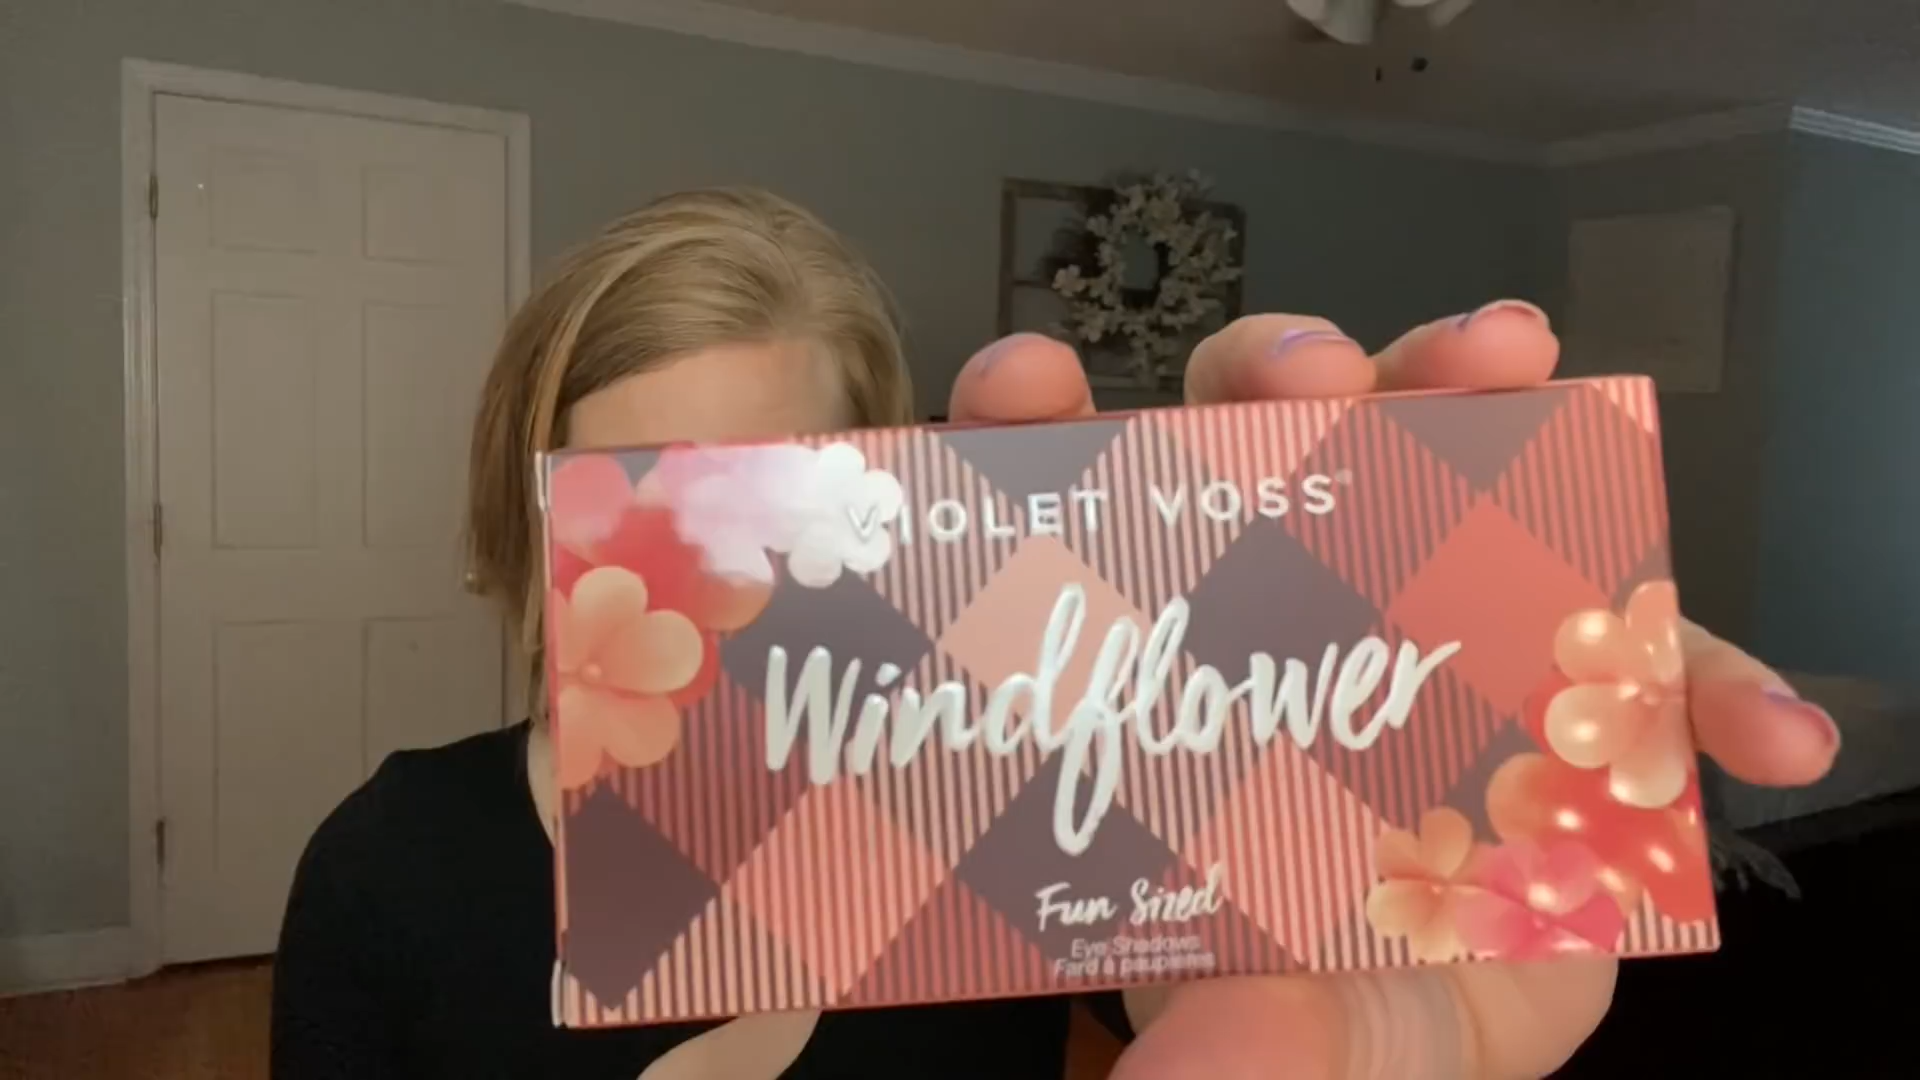 VIOLET VOSS®
Windflower
Fun Sized
Eye Shadows
Fard à paupières